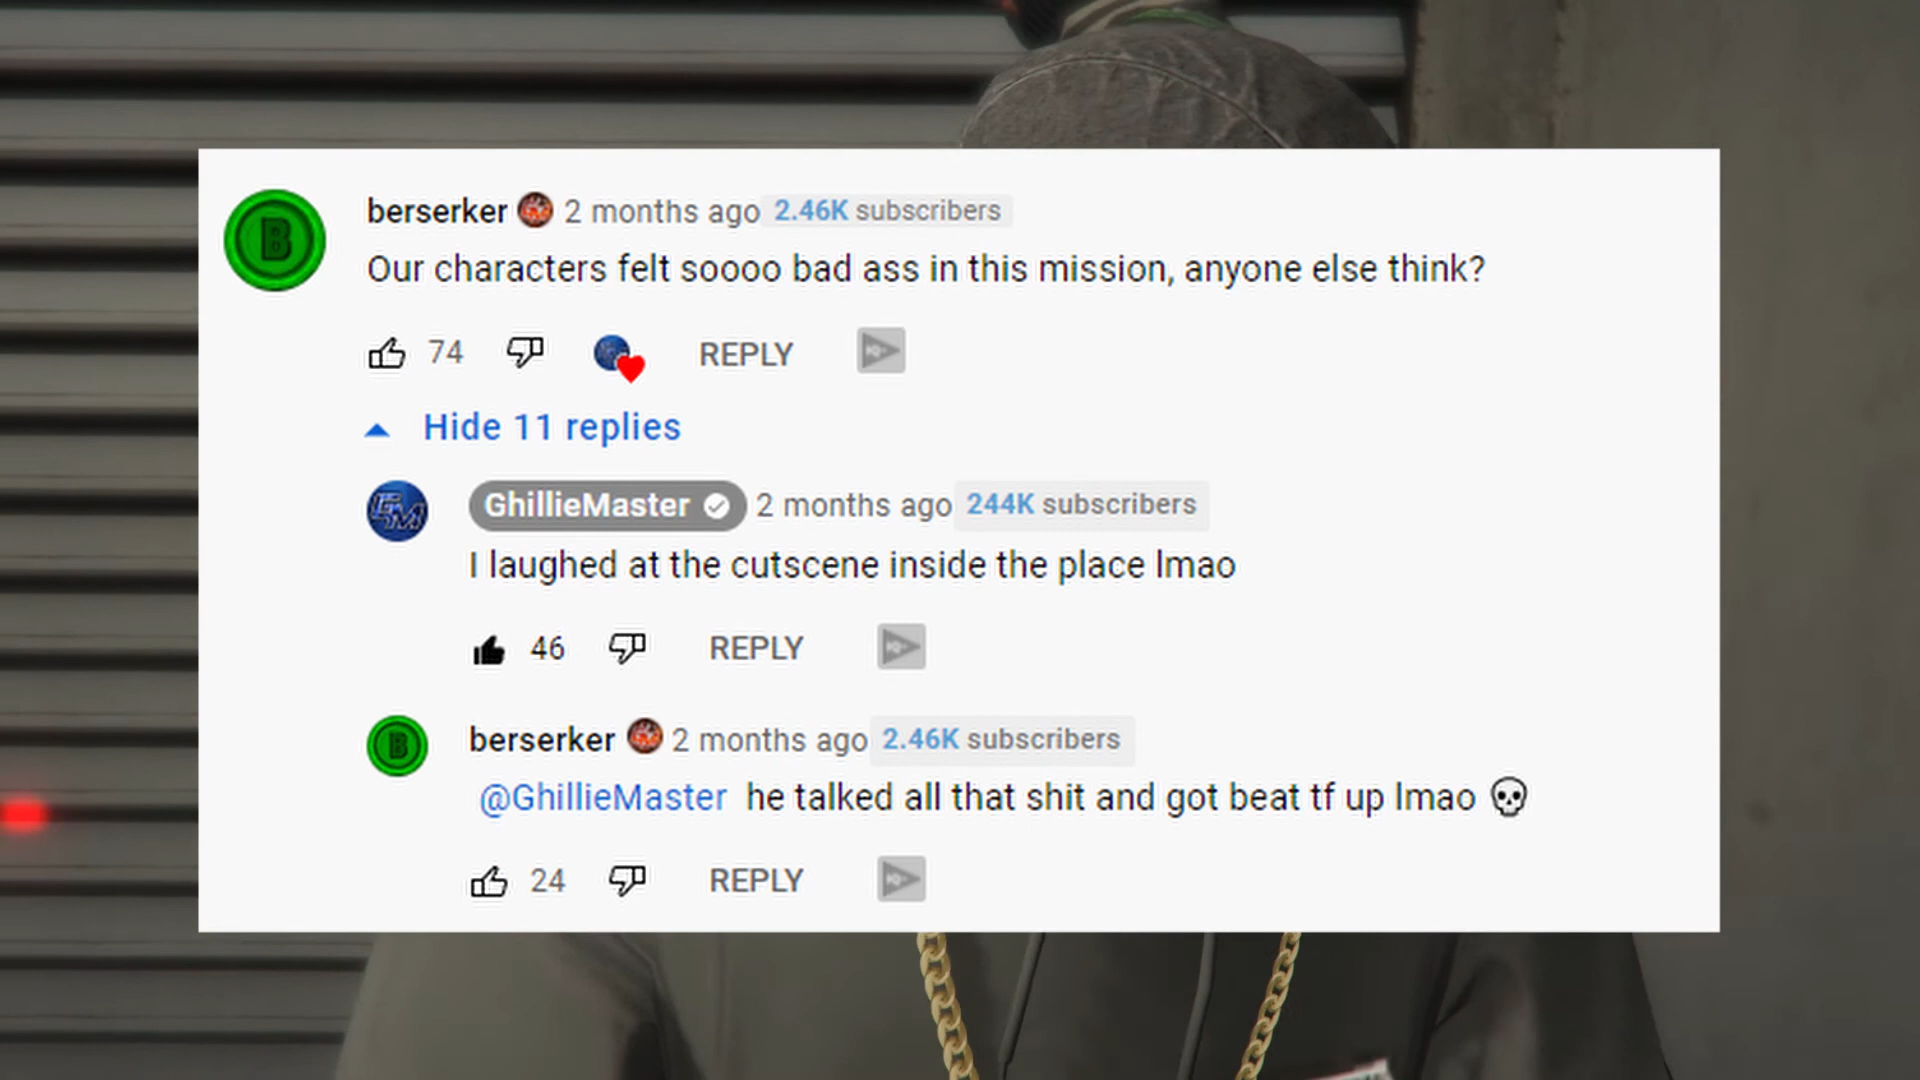 B
berserker 2 months ago 2.46K subscribers
Our characters felt soooo bad ass in this mission, anyone else think?
74 REPLY
Hide 11 replies
GM GhillieMaster 2 months ago 244K subscribers
I laughed at the cutscene inside the place lmao
46 REPLY
B berserker 2 months ago 2.46K subscribers
@GhillieMaster he talked all that shit and got beat tf up lmao 💀
24 REPLY